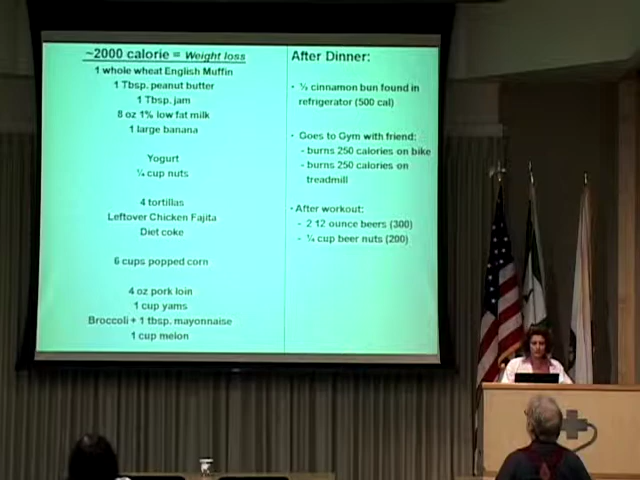 ~2000 calorie = Weight loss
1 whole wheat English Muffin
1 Tbsp. peanut butter
1 Tbsp. jam
8 oz 1% low fat milk
1 large banana
Yogurt
¼ cup nuts
4 tortillas
Leftover Chicken Fajita
Diet coke
6 cups popped corn
4 oz pork loin
1 cup yams
Broccoli + 1 tbsp. mayonnaise
1 cup melon
After Dinner:
• ½ cinnamon bun found in
refrigerator (500 cal)
• Goes to Gym with friend:
- burns 250 calories on bike
- burns 250 calories on
treadmill
• After workout:
- 2 12 ounce beers (300)
- ¼ cup beer nuts (200)